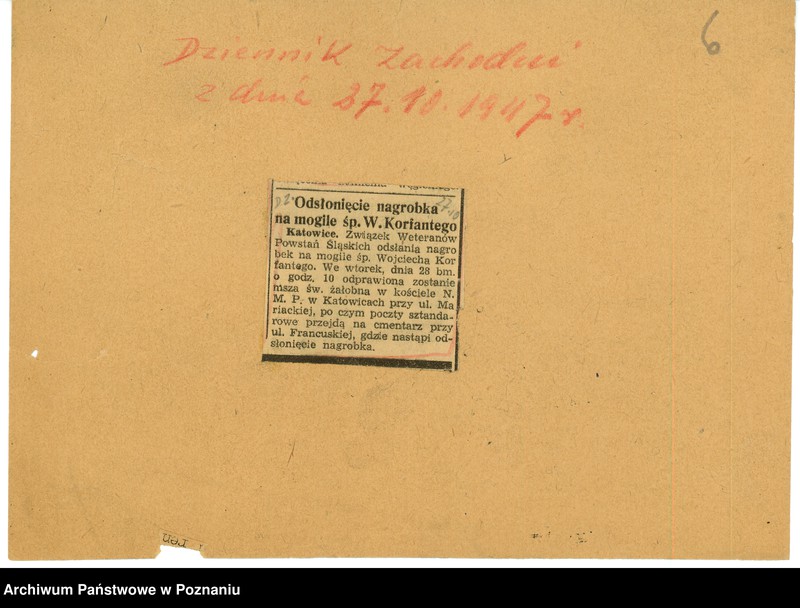 6
Dziennik Zachodni
z dnia 27.10.1947 r.
DZ
27.10
Odsłonięcie nagrobka
na mogile śp. W. Korfantego
Katowice. Związek Weteranów
Powstań Śląskich odsłania nagro
bek na mogile śp. Wojciecha Kor
fantego. We wtorek, dnia 28 bm.
o godz. 10 odprawiona zostanie
msza św. żałobna w kościele N.
M. P. w Katowicach przy ul. Ma
riackiej, po czym poczty sztanda-
rowe przejdą na cmentarz przy
ul. Francuskiej, gdzie nastąpi od-
słonięcie nagrobka.
Archiwum Państwowe w Poznaniu